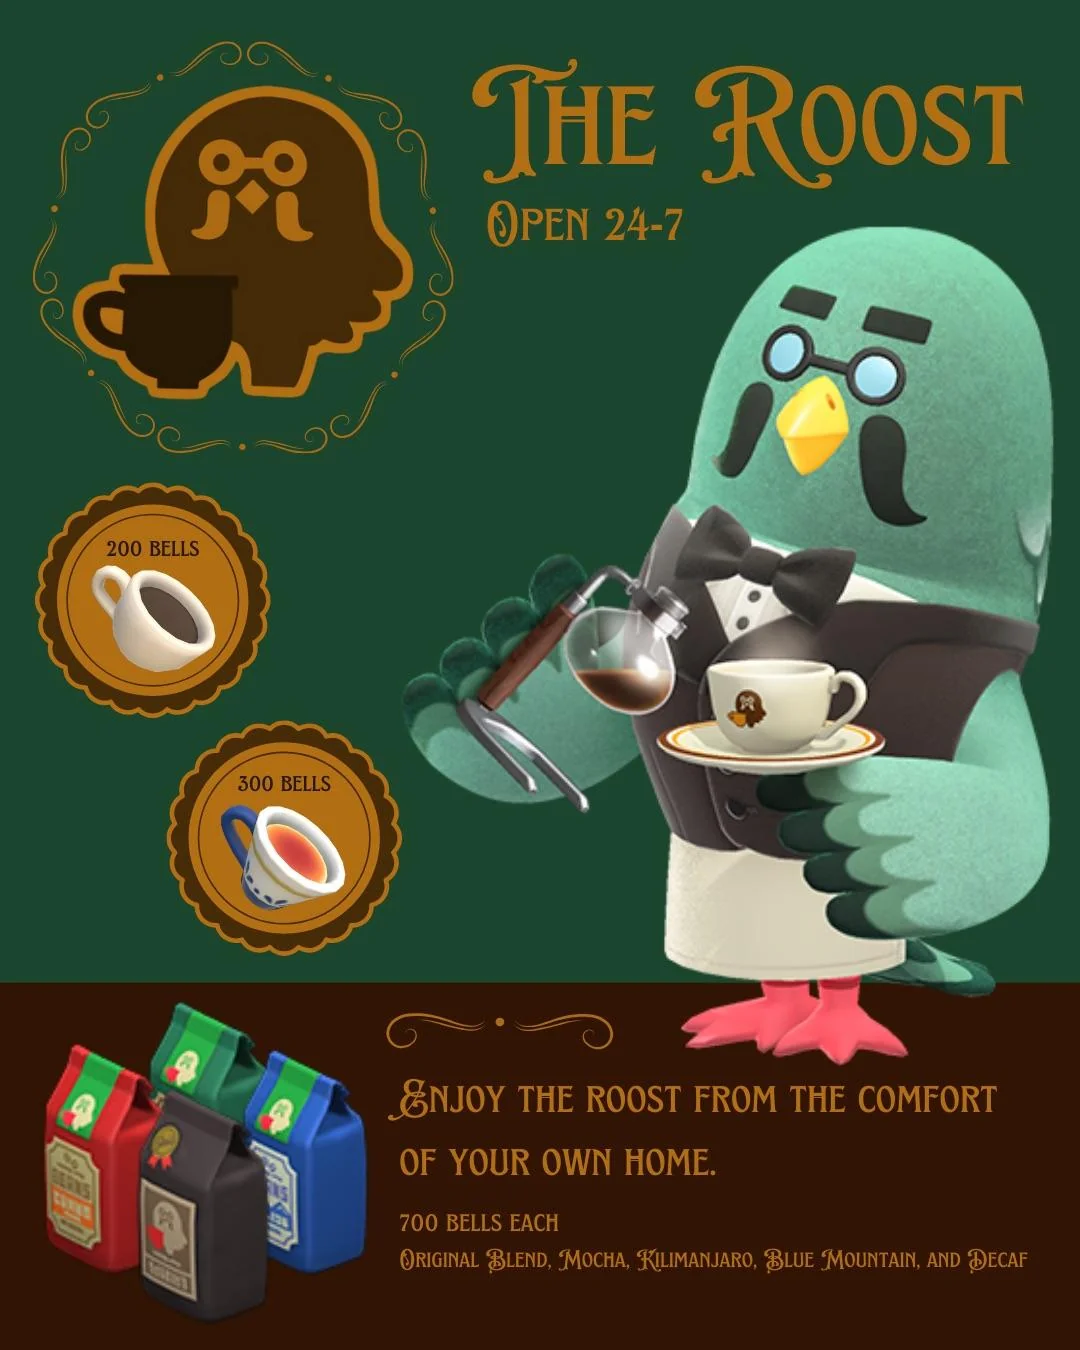 The Roost
Open 24-7
200 BELLS
300 BELLS
BEANS
Enjoy the roost from the comfort
of your own home.
700 BELLS EACH
Original Blend, Mocha, Kilimanjaro, Blue Mountain, and Decaf